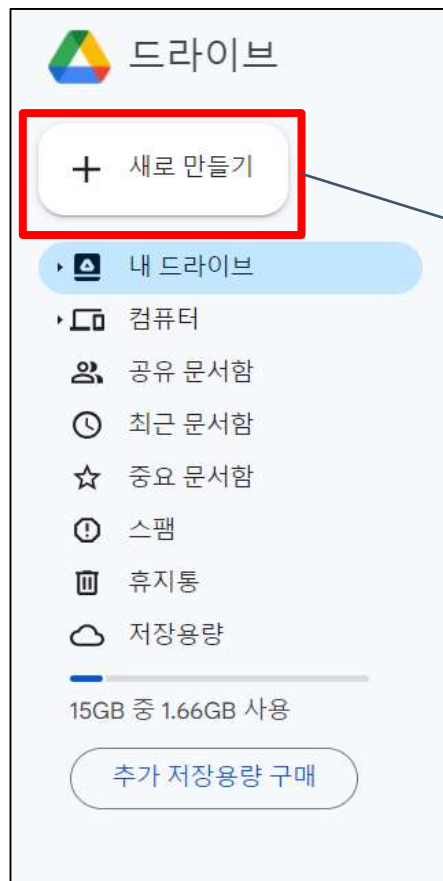 드라이브
새로 만들기
내 드라이브
컴퓨터
공유 문서함
최근 문서함
중요 문서함
스팸
휴지통
저장용량
15GB 중 1.66GB 사용
추가 저장용량 구매